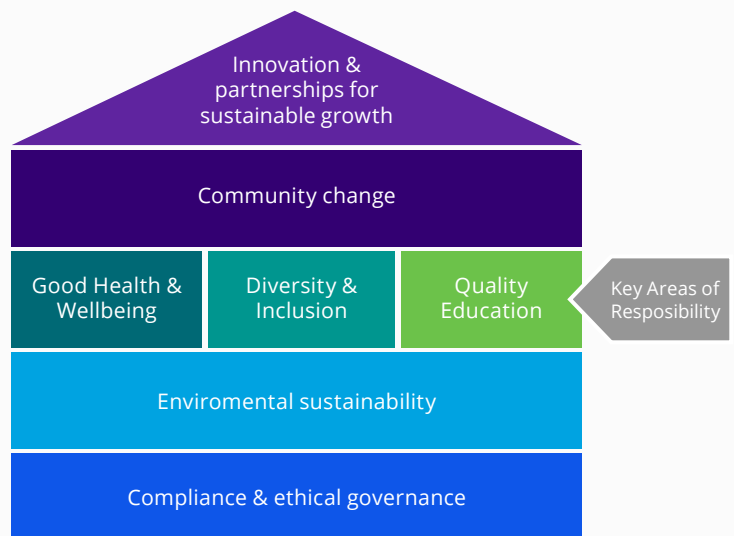 Innovation &
partnerships for
sustainable growth
Community change
Good Health &
Wellbeing
Diversity &
Inclusion
Quality
Education
Key Areas of
Resposibility
Enviromental sustainability
Compliance & ethical governance